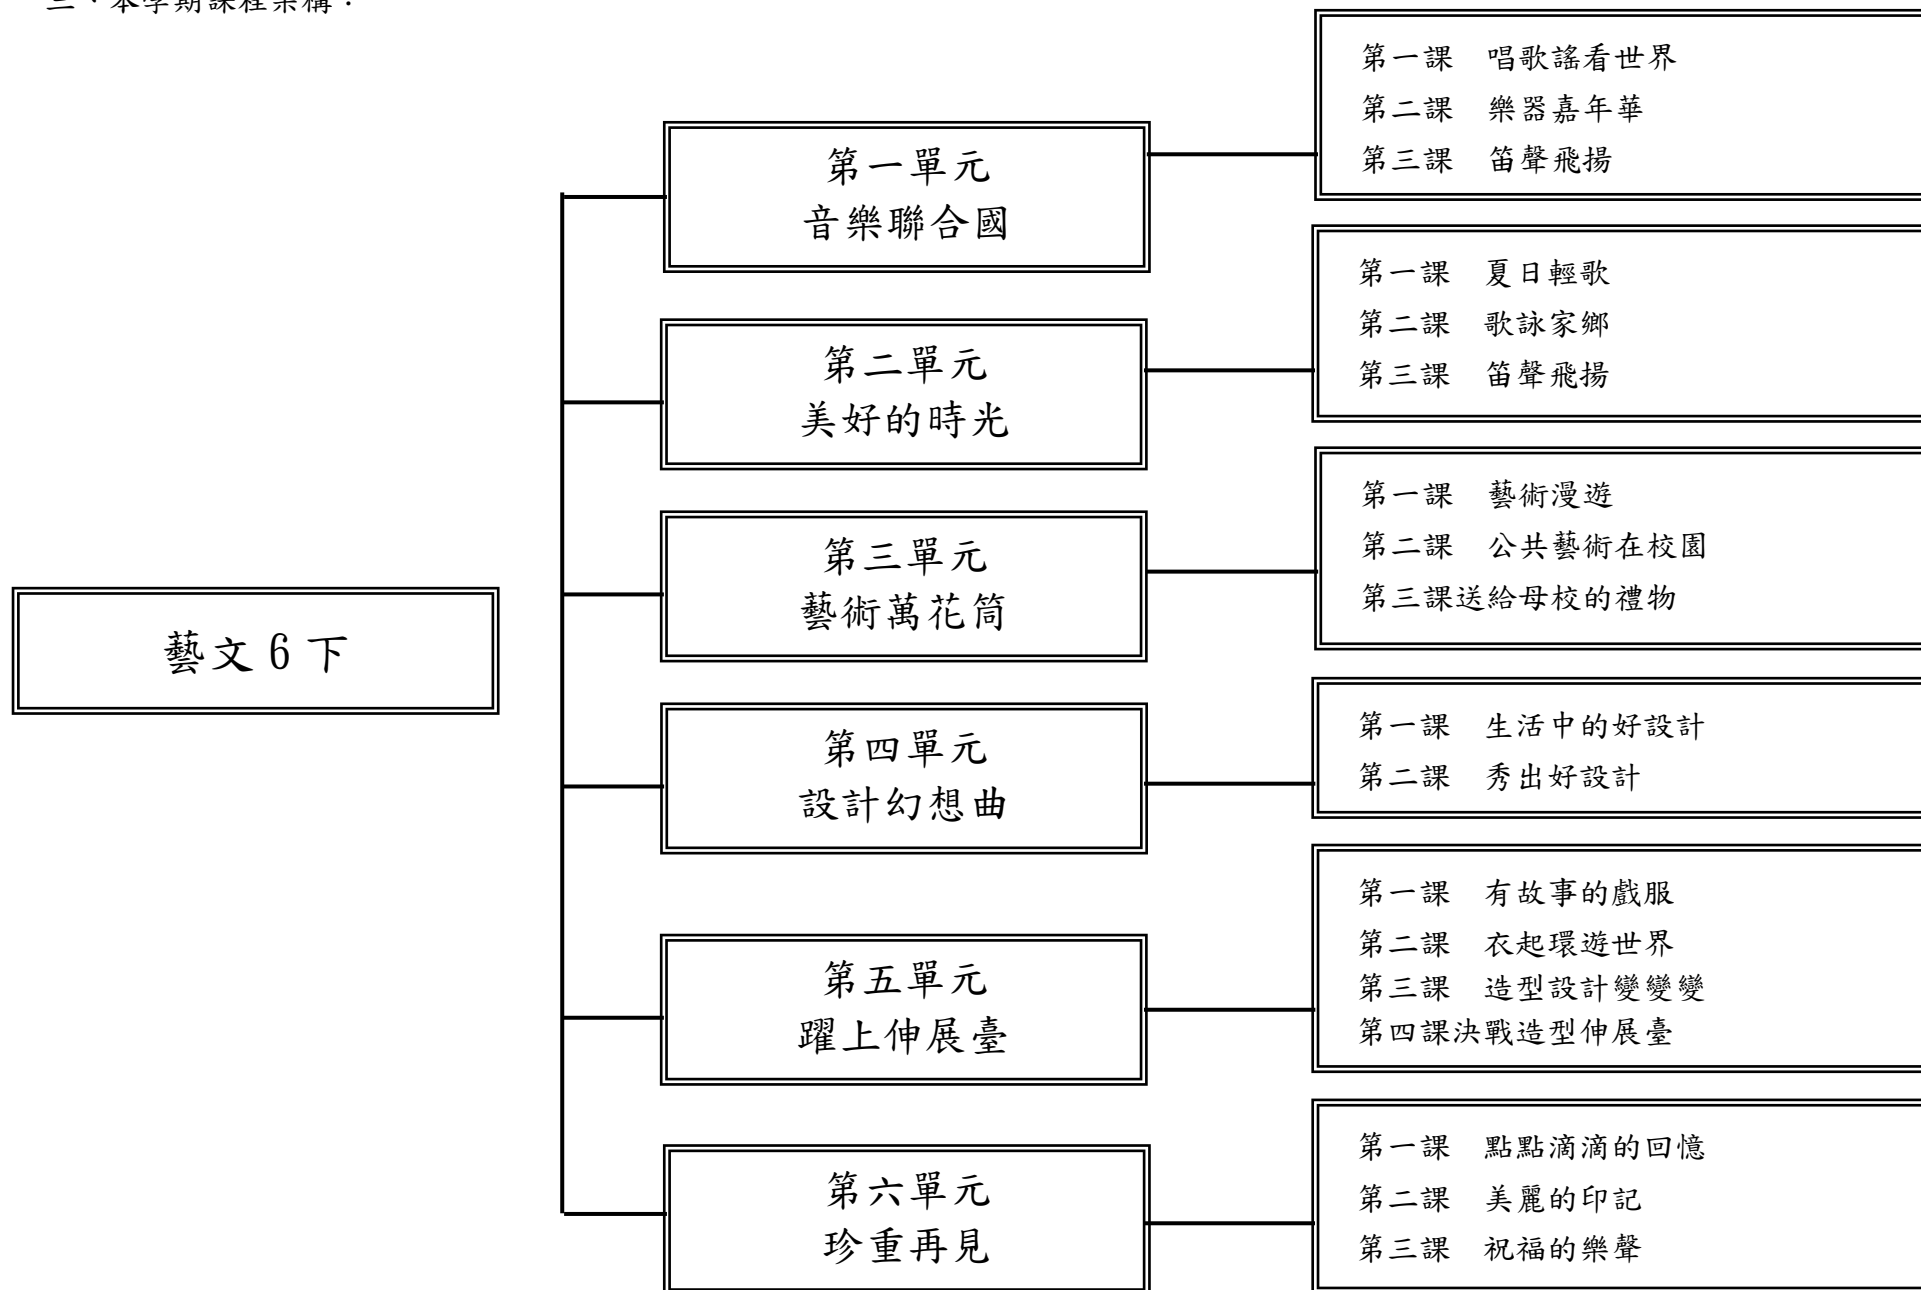 三、本學期課程架構：
藝文 6 下
第一單元
音樂聯合國
第一課　唱歌謠看世界
第二課　樂器嘉年華
第三課　笛聲飛揚
第二單元
美好的時光
第一課　夏日輕歌
第二課　歌詠家鄉
第三課　笛聲飛揚
第三單元
藝術萬花筒
第一課　藝術漫遊
第二課　公共藝術在校園
第三課送給母校的禮物
第四單元
設計幻想曲
第一課　生活中的好設計
第二課　秀出好設計
第五單元
躍上伸展臺
第一課　有故事的戲服
第二課　衣起環遊世界
第三課　造型設計變變變
第四課決戰造型伸展臺
第六單元
珍重再見
第一課　點點滴滴的回憶
第二課　美麗的印記
第三課　祝福的樂聲